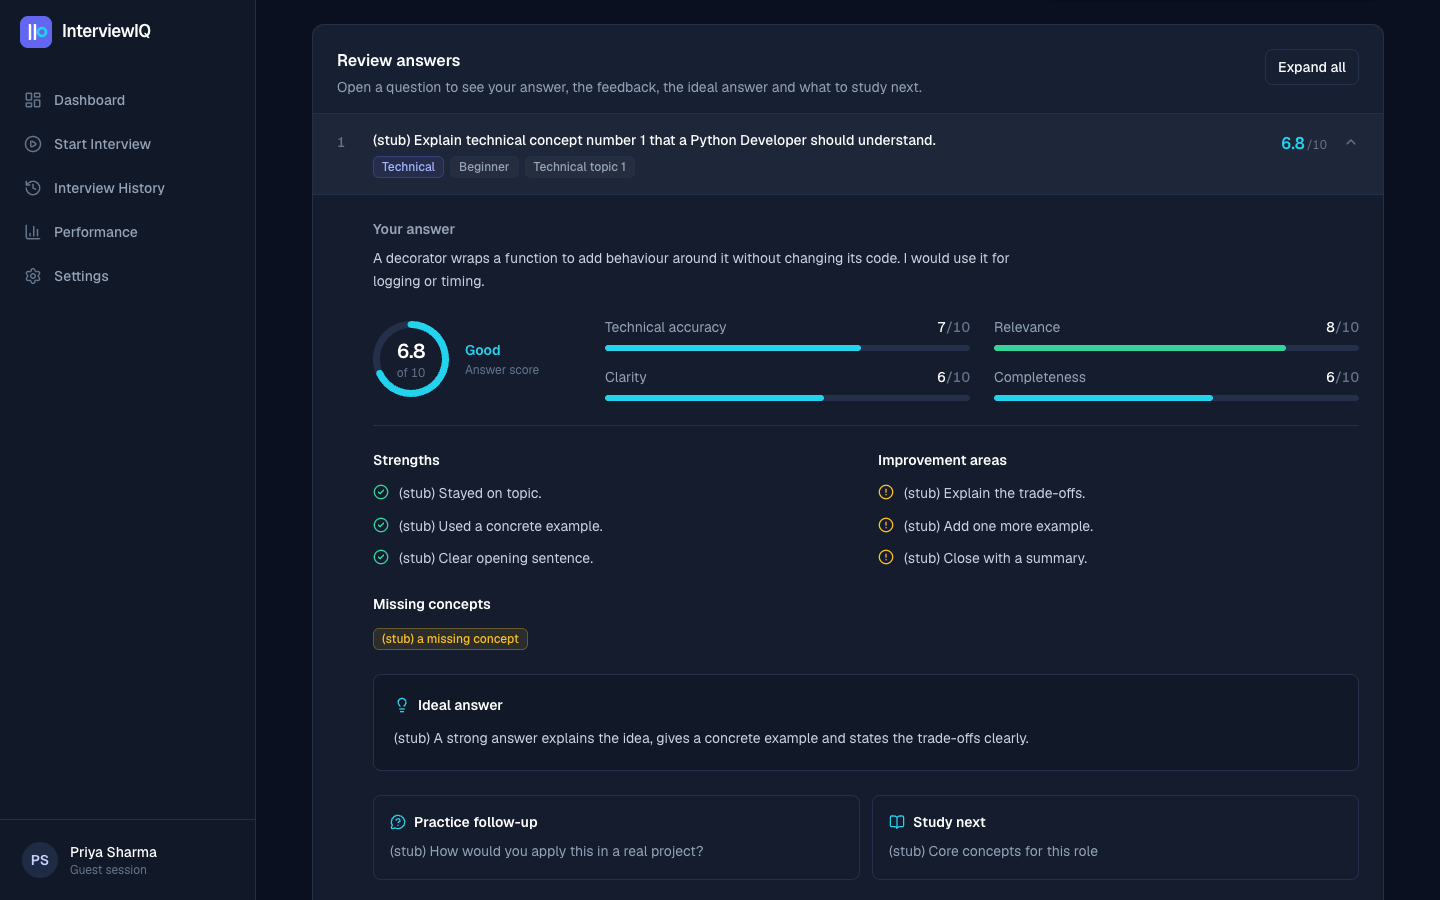 InterviewIQ
Dashboard
Start Interview
Interview History
Performance
Settings
PS
Priya Sharma
Guest session
Review answers
Open a question to see your answer, the feedback, the ideal answer and what to study next.
Expand all
1
(stub) Explain technical concept number 1 that a Python Developer should understand.
6.8/10
Technical
Beginner
Technical topic 1
Your answer
A decorator wraps a function to add behaviour around it without changing its code. I would use it for
logging or timing.
6.8
of 10
Good
Answer score
Technical accuracy
7/10
Relevance
8/10
Clarity
6/10
Completeness
6/10
Strengths
(stub) Stayed on topic.
(stub) Used a concrete example.
(stub) Clear opening sentence.
Improvement areas
(stub) Explain the trade-offs.
(stub) Add one more example.
(stub) Close with a summary.
Missing concepts
(stub) a missing concept
Ideal answer
(stub) A strong answer explains the idea, gives a concrete example and states the trade-offs clearly.
Practice follow-up
(stub) How would you apply this in a real project?
Study next
(stub) Core concepts for this role